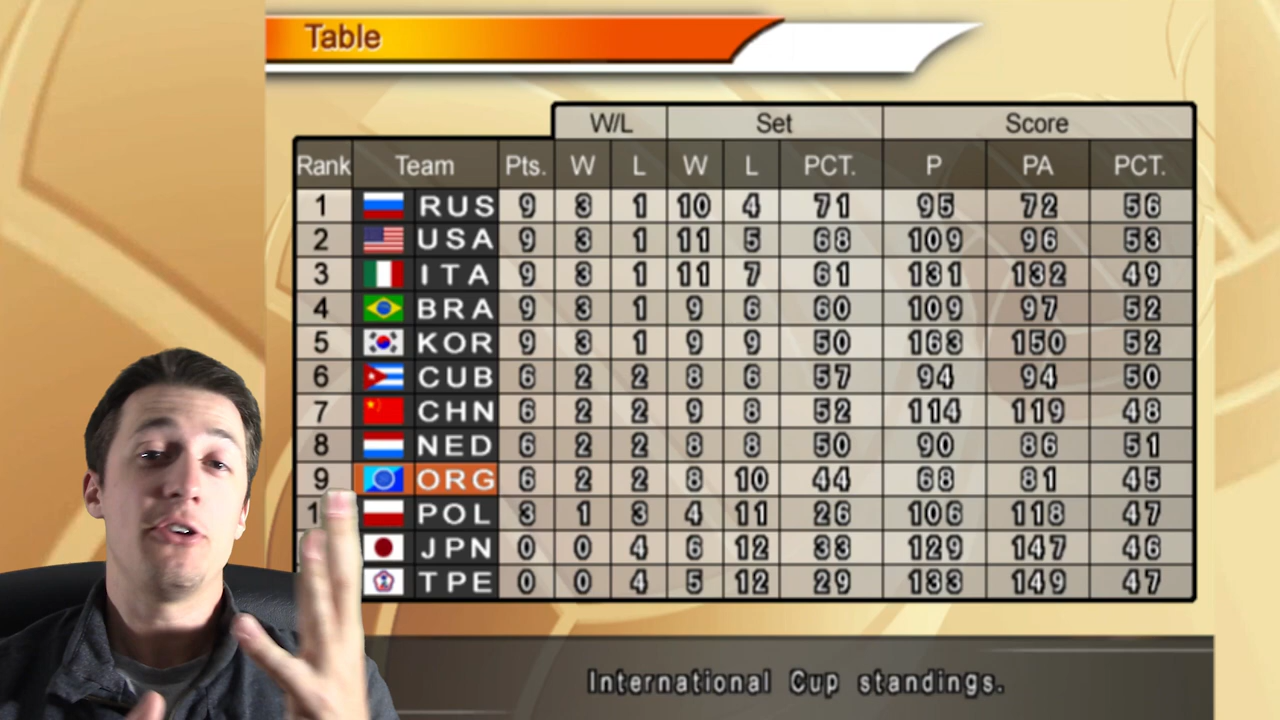 Table
W/L Set Score
Rank Team Pts. W L W L PCT. P PA PCT.
1 RUS 9 3 1 10 4 71 95 72 56
2 USA 9 3 1 11 5 68 109 96 53
3 ITA 9 3 1 11 7 61 131 132 49
4 BRA 9 3 1 9 6 60 109 97 52
5 KOR 9 3 1 9 9 50 163 150 52
6 CUB 6 2 2 8 6 57 94 94 50
7 CHN 6 2 2 9 8 52 114 119 48
8 NED 6 2 2 8 8 50 90 86 51
9 ORG 6 2 2 8 10 44 68 81 45
POL 3 1 3 4 11 26 106 118 47
JPN 0 0 4 6 12 33 129 147 46
TPE 0 0 4 5 12 29 133 149 47
International Cup standings.